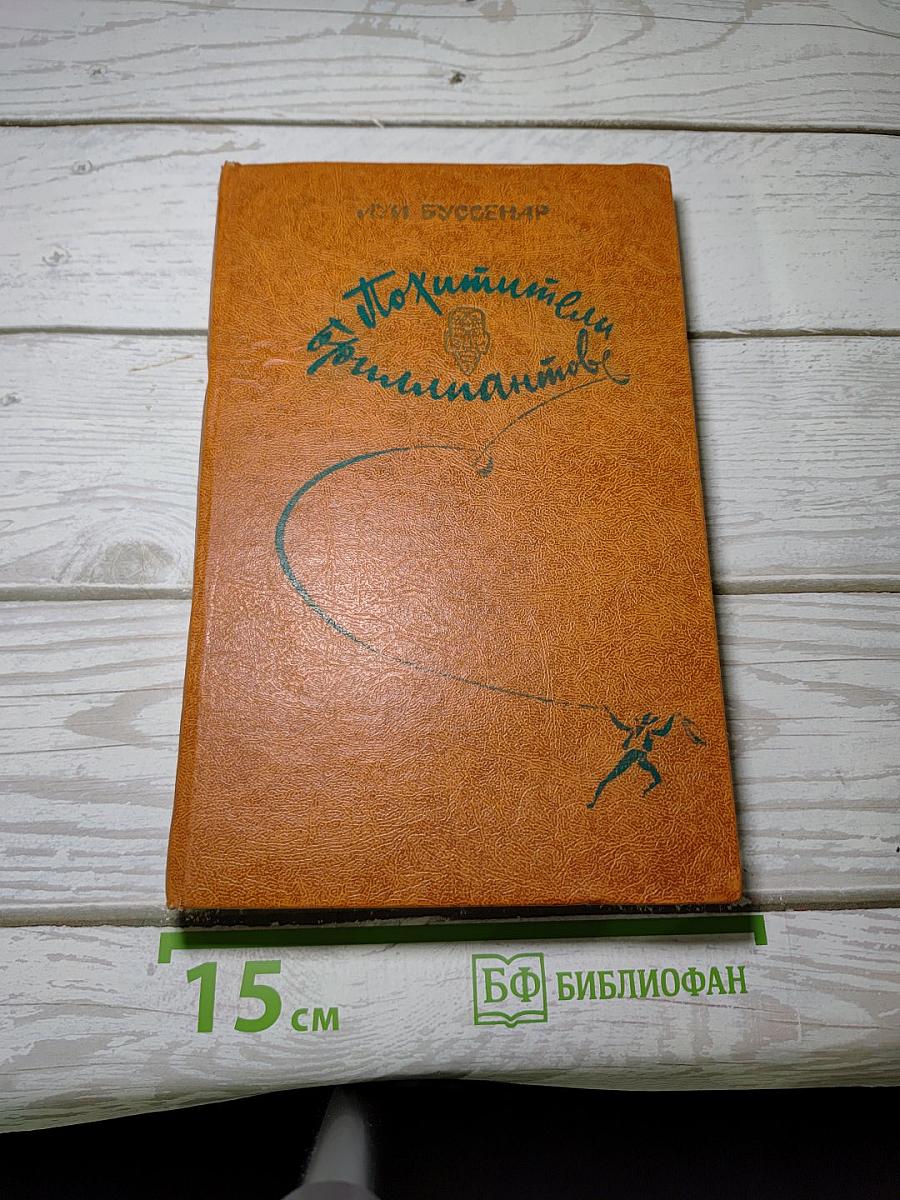 ЛУИ БУССЕНАР
Похитители
бриллиантов
15 см
БФ БИБЛИОФАН